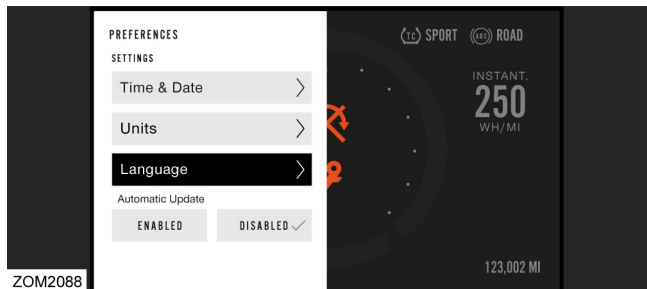 PREFERENCES
SETTINGS
Time & Date
Units
Language
Automatic Update
ENABLED
DISABLED
TC SPORT
ABS ROAD
INSTANT.
250
WH/MI
123,002 MI
ZOM2088